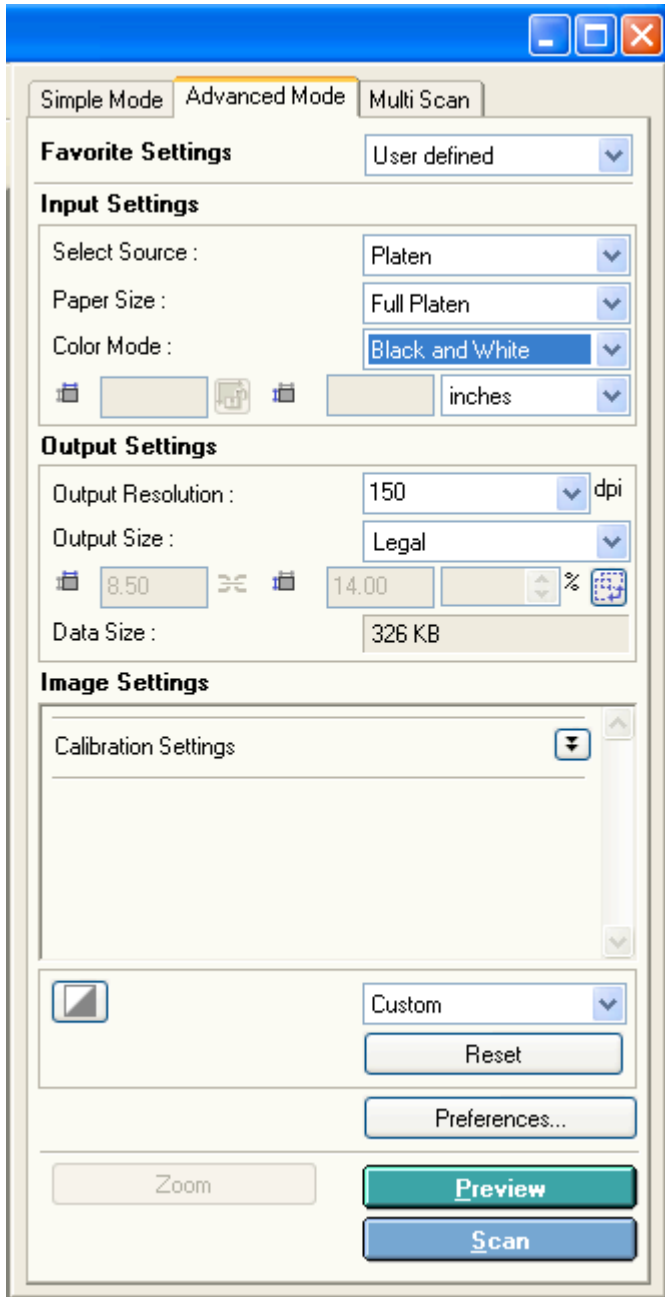 Simple Mode Advanced Mode Multi Scan
Favorite Settings User defined
Input Settings
Select Source : Platen
Paper Size : Full Platen
Color Mode : Black and White
inches
Output Settings
Output Resolution : 150 dpi
Output Size : Legal
8.50 14.00 %
Data Size : 326 KB
Image Settings
Calibration Settings
Custom
Reset
Preferences...
Zoom Preview
Scan